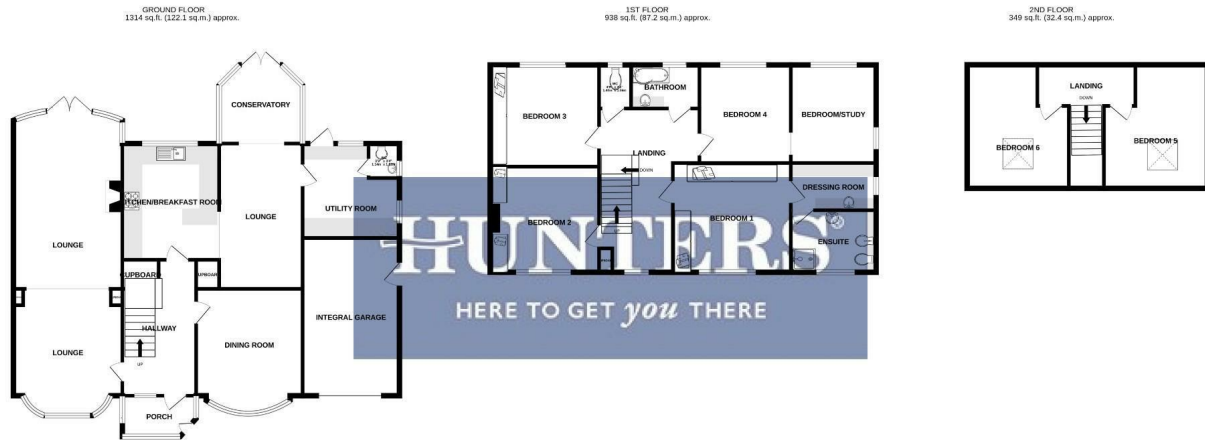 GROUND FLOOR
1314 sq.ft. (122.1 sq.m.) approx.
CONSERVATORY
KITCHEN/BREAKFAST ROOM
LOUNGE
UTILITY ROOM
LOUNGE
CUPBOARD
HALLWAY
UP
LOUNGE
DINING ROOM
INTEGRAL GARAGE
PORCH
1ST FLOOR
938 sq.ft. (87.2 sq.m.) approx.
BATHROOM
BEDROOM 3
BEDROOM 4
BEDROOM/STUDY
LANDING
DOWN
DRESSING ROOM
BEDROOM 2
UP
BEDROOM 1
ENSUITE
2ND FLOOR
349 sq.ft. (32.4 sq.m.) approx.
LANDING
DOWN
BEDROOM 6
BEDROOM 5
HUNTERS
HERE TO GET you THERE